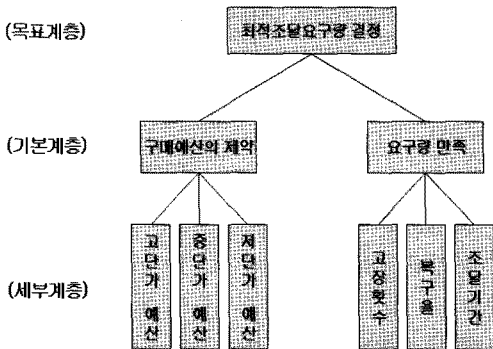 (목표계층)
최적조달요구량 결정
(기본계층)
구매예산의 제약
요구량 만족
(세부계층)
고단가 예산
중단가 예산
저단가 예산
고장횟수
복구율
조달기간